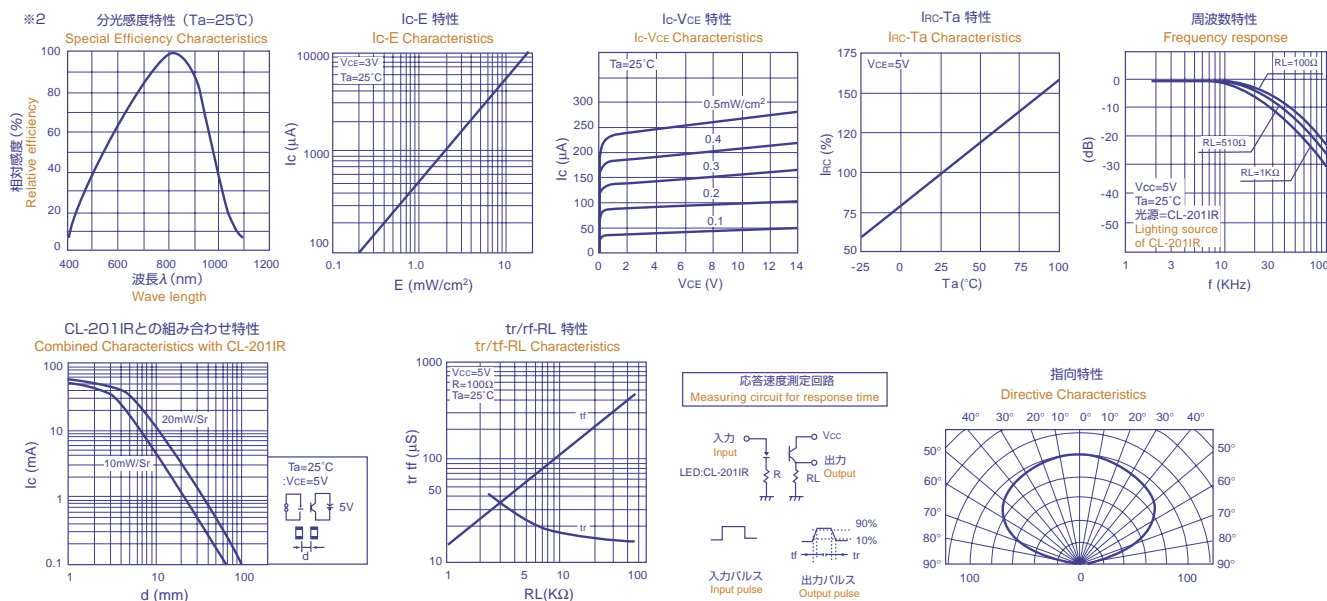 ※2
分光感度特性（Ta=25℃）
Special Efficiency Characteristics
100
80
60
40
20
0
相対感度(%)
Relative efficiency
400 500 600 800 1000 1200
波長λ(nm)
Wave length
Ic-E 特性
Ic-E Characteristics
VCE=3V
Ta=25˚C
10000
1000
100
Ic (μA)
0.1 1.0 10
E (mW/cm²)
Ic-VCE 特性
Ic-VCE Characteristics
Ta=25˚C
300
250
200
150
100
50
0
Ic (μA)
0.5mW/cm²
0.4
0.3
0.2
0.1
0 2 4 6 8 10 12 14
VCE (V)
IRC-Ta 特性
IRC-Ta Characteristics
VCE=5V
175
150
125
100
75
50
IRC (%)
-25 0 25 50 75 100
Ta(˚C)
周波数特性
Frequency response
RL=100Ω
RL=510Ω
RL=1KΩ
0
-10
-20
-30
-40
-50
(dB)
Vcc=5V
Ta=25˚C
光源=CL-201IR
Lighting source
of CL-201IR
1 3 10 30 100
f (KHz)
CL-201IRとの組み合わせ特性
Combined Characteristics with CL-201IR
100
10
1
0.1
Ic (mA)
20mW/Sr
10mW/Sr
1 10 100
d (mm)
Ta=25˚C
:VCE=5V
5V
d
tr/rf-RL 特性
tr/tf-RL Characteristics
Vcc=5V
R=100Ω
Ta=25˚C
1000
100
50
10
tr tf (μS)
tf
tr
1 5 10 100
RL(KΩ)
応答速度測定回路
Measuring circuit for response time
入力
Input
Vcc
出力
Output
LED:CL-201IR
R
RL
90%
10%
tf
tr
入力パルス
Input pulse
出力パルス
Output pulse
指向特性
Directive Characteristics
40° 30° 20° 10° 0° 10° 20° 30° 40°
50° 50°
60° 60°
70° 70°
80° 80°
90° 90°
100 0 100